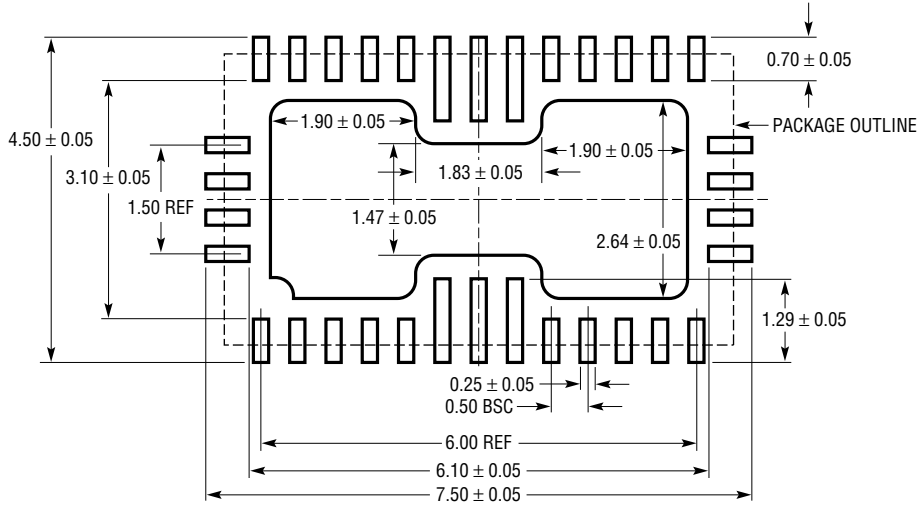 0.70 ± 0.05
1.90 ± 0.05
PACKAGE OUTLINE
4.50 ± 0.05
1.90 ± 0.05
1.83 ± 0.05
3.10 ± 0.05
1.50 REF
1.47 ± 0.05
2.64 ± 0.05
1.29 ± 0.05
0.25 ± 0.05
0.50 BSC
6.00 REF
6.10 ± 0.05
7.50 ± 0.05